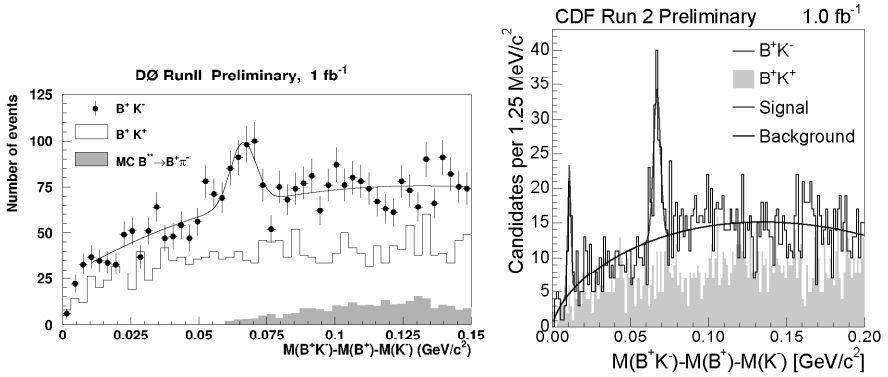 DØ RunII Preliminary, 1 fb⁻¹
Number of events
125
100
75
50
25
0
B⁺ K⁻
B⁺ K⁺
MC B**→B⁺π⁻
0
0.025
0.05
0.075
0.1
0.125
0.15
M(B⁺K⁻)-M(B⁺)-M(K⁻) (GeV/c²)
CDF Run 2 Preliminary 1.0 fb⁻¹
Candidates per 1.25 MeV/c²
40
35
30
25
20
15
10
5
0
B⁺K⁻
B⁺K⁺
Signal
Background
0.00
0.05
0.10
0.15
0.20
M(B⁺K⁻)-M(B⁺)-M(K⁻) [GeV/c²]